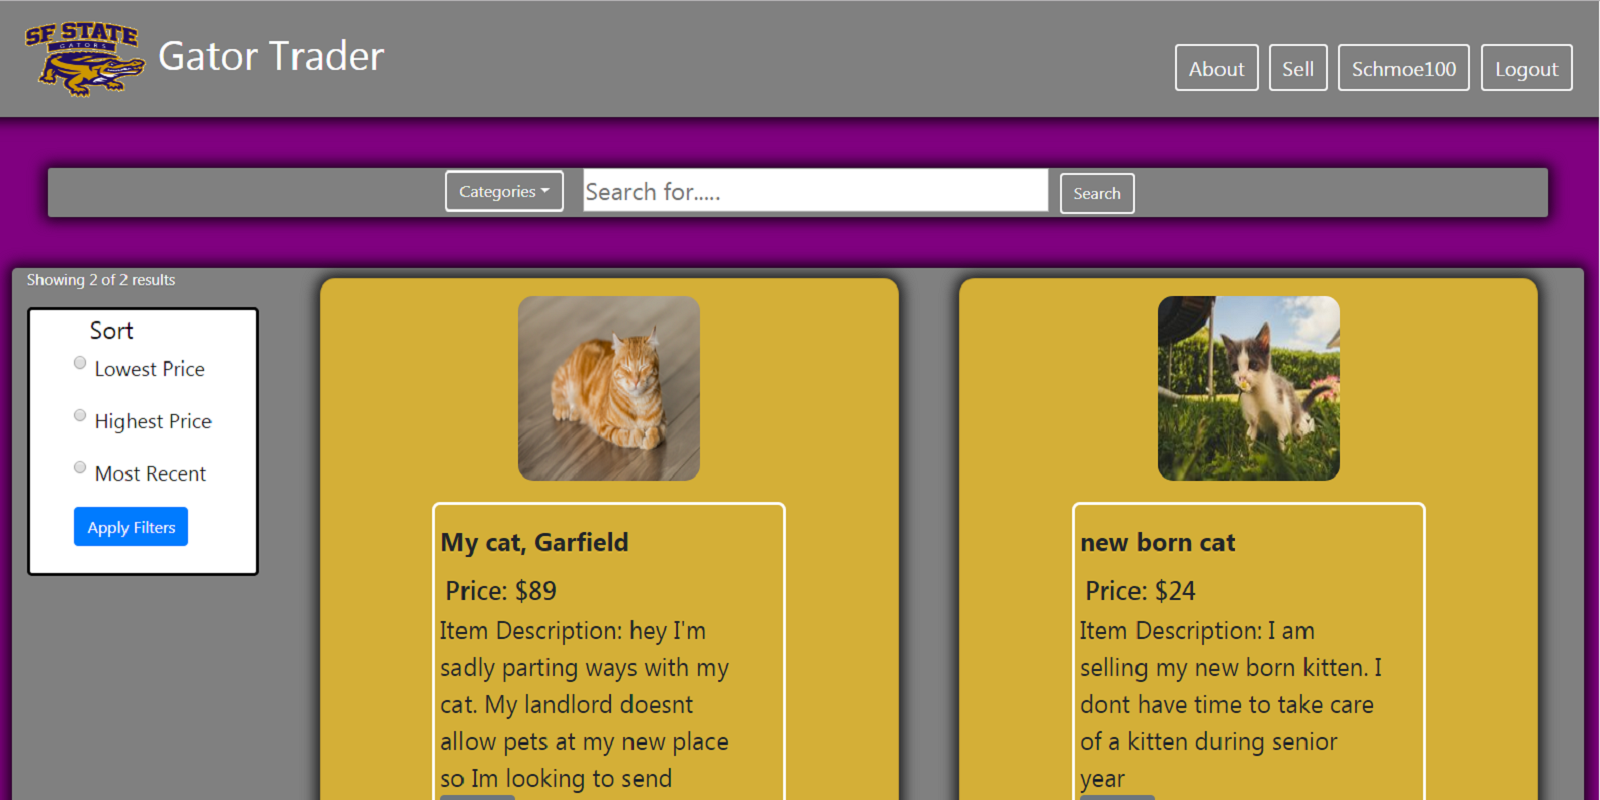 SF STATE
GATORS
Gator Trader
About
Sell
Schmoe100
Logout
Categories
Search for.....
Search
Showing 2 of 2 results
Sort
Lowest Price
Highest Price
Most Recent
Apply Filters
My cat, Garfield
Price: $89
Item Description: hey I'm
sadly parting ways with my
cat. My landlord doesnt
allow pets at my new place
so Im looking to send
new born cat
Price: $24
Item Description: I am
selling my new born kitten. I
dont have time to take care
of a kitten during senior
year